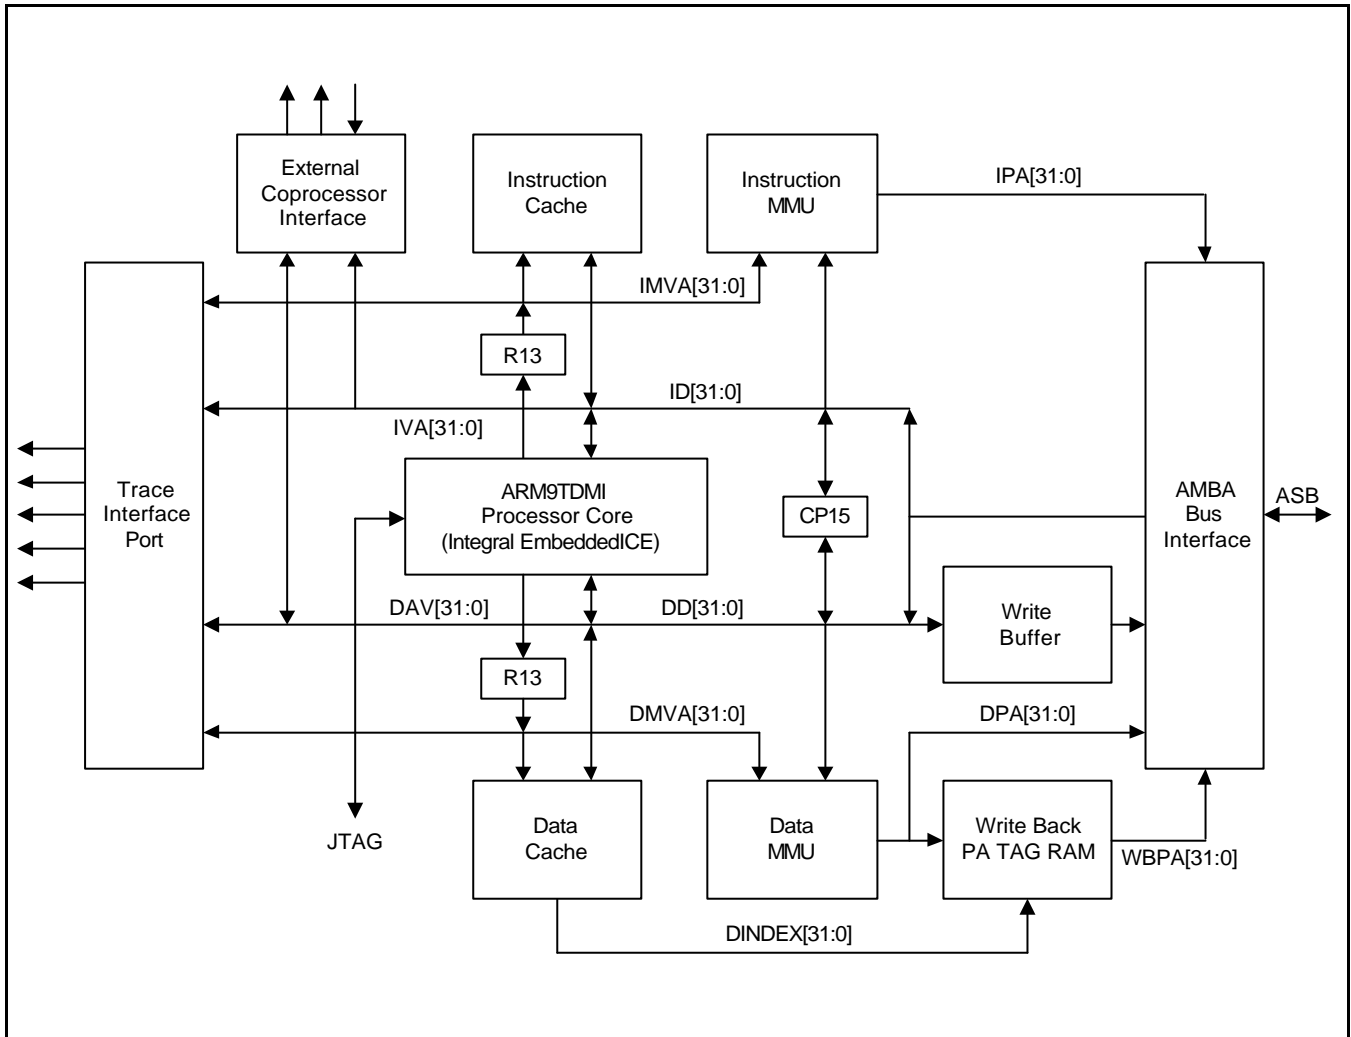 External
Coprocessor
Interface
Instruction
Cache
Instruction
MMU
IPA[31:0]
IMVA[31:0]
R13
ID[31:0]
IVA[31:0]
Trace
Interface
Port
ARM9TDMI
Processor Core
(Integral EmbeddedICE)
CP15
AMBA
Bus
Interface
ASB
DAV[31:0]
DD[31:0]
Write
Buffer
R13
DMVA[31:0]
DPA[31:0]
JTAG
Data
Cache
Data
MMU
Write Back
PA TAG RAM
WBPA[31:0]
DINDEX[31:0]